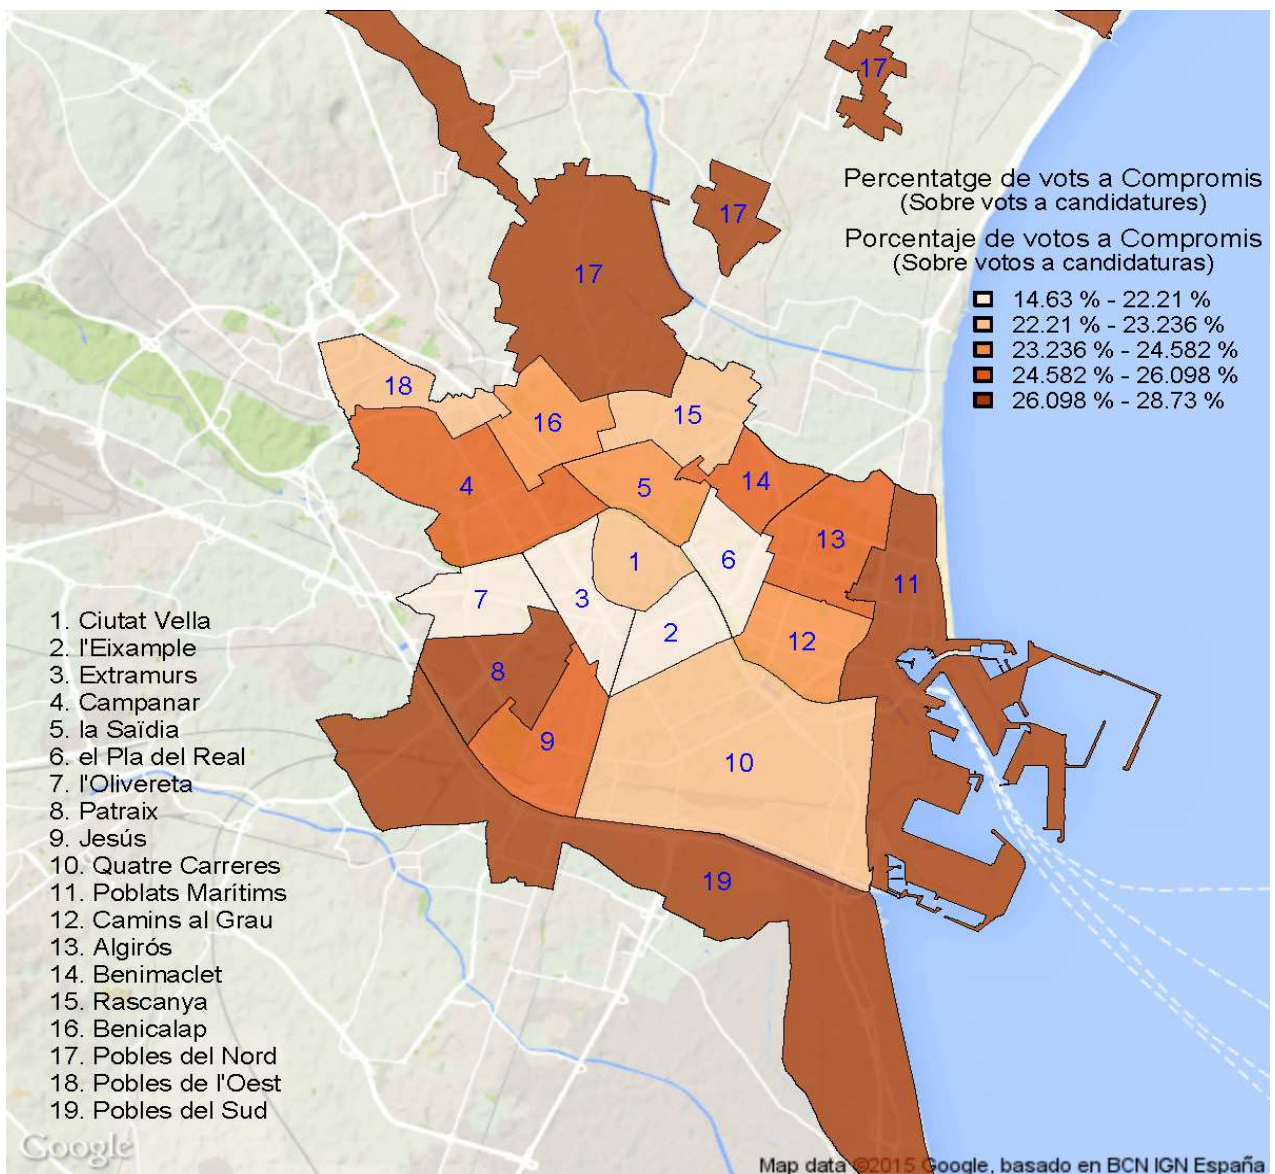 17
Percentatge de vots a Compromis
(Sobre vots a candidatures)
Porcentaje de votos a Compromis
(Sobre votos a candidaturas)
14.63 % - 22.21 %
22.21 % - 23.236 %
23.236 % - 24.582 %
24.582 % - 26.098 %
26.098 % - 28.73 %
17
17
18
16
15
4
5
14
13
6
1
11
7
3
2
12
8
9
10
19
1. Ciutat Vella
2. l'Eixample
3. Extramurs
4. Campanar
5. la Saïdia
6. el Pla del Real
7. l'Olivereta
8. Patraix
9. Jesús
10. Quatre Carreres
11. Poblats Marítims
12. Camins al Grau
13. Algirós
14. Benimaclet
15. Rascanya
16. Benicalap
17. Pobles del Nord
18. Pobles de l'Oest
19. Pobles del Sud
Google
Map data ©2015 Google, basado en BCN IGN España